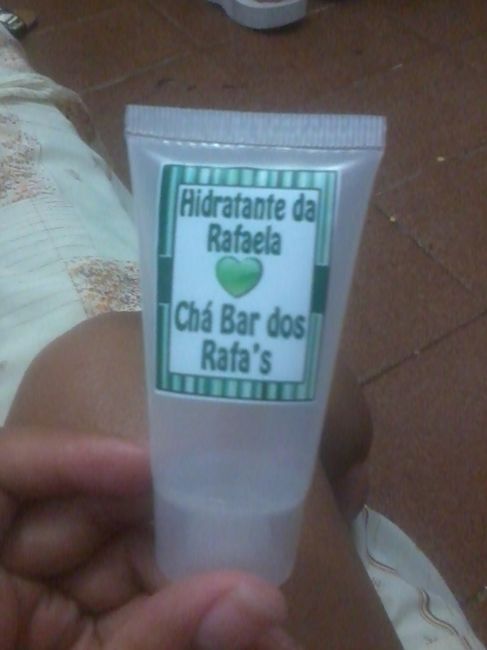 Hidratante da
Rafaela
Chá Bar dos
Rafa's